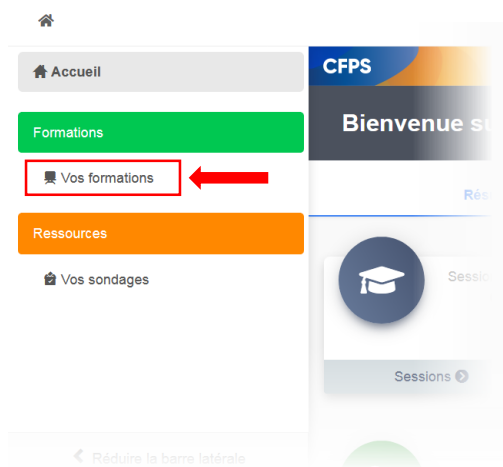 Accueil
CFPS
Bienvenue
Formations
Vos formations
Ressources
Vos sondages
Sessions
Réduire la barre latérale